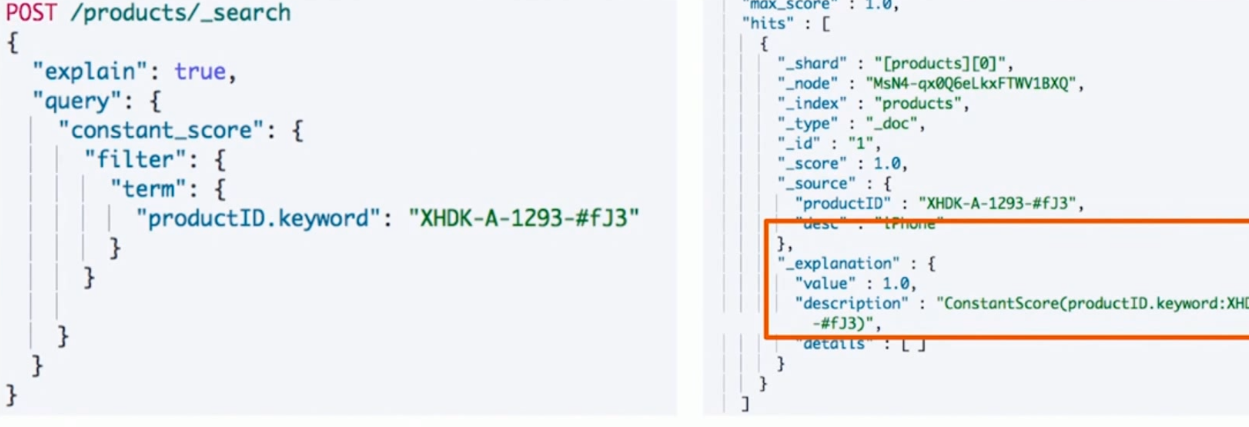 POST /products/_search
{
"explain": true,
"query": {
"constant_score": {
"filter": {
"term": {
"productID.keyword": "XHDK-A-1293-#fJ3"
}
}
}
}
}
"max_score" : 1.0,
"hits" : [
{
"_shard" : "[products][0]",
"_node" : "MsN4-qx0Q6eLkxFTWV1BXQ",
"_index" : "products",
"_type" : "_doc",
"_id" : "1",
"_score" : 1.0,
"_source" : {
"productID" : "XHDK-A-1293-#fJ3",
"desc" : "iPhone"
},
"_explanation" : {
"value" : 1.0,
"description" : "ConstantScore(productID.keyword:XHD
-#fJ3)",
"details" : [ ]
}
}
]